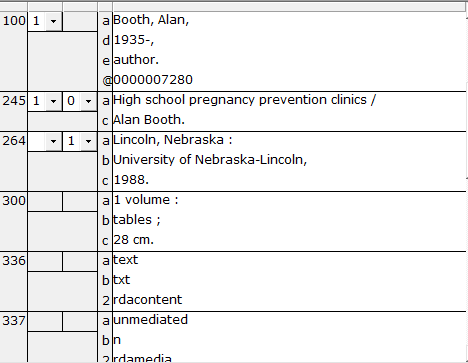 100 1 a Booth, Alan,
d 1935-,
e author.
@ 0000007280
245 1 0 a High school pregnancy prevention clinics /
c Alan Booth.
264 1 a Lincoln, Nebraska :
b University of Nebraska-Lincoln,
c 1988.
300 a 1 volume :
b tables ;
c 28 cm.
336 a text
b txt
2 rdacontent
337 a unmediated
b n
2 rdamedia